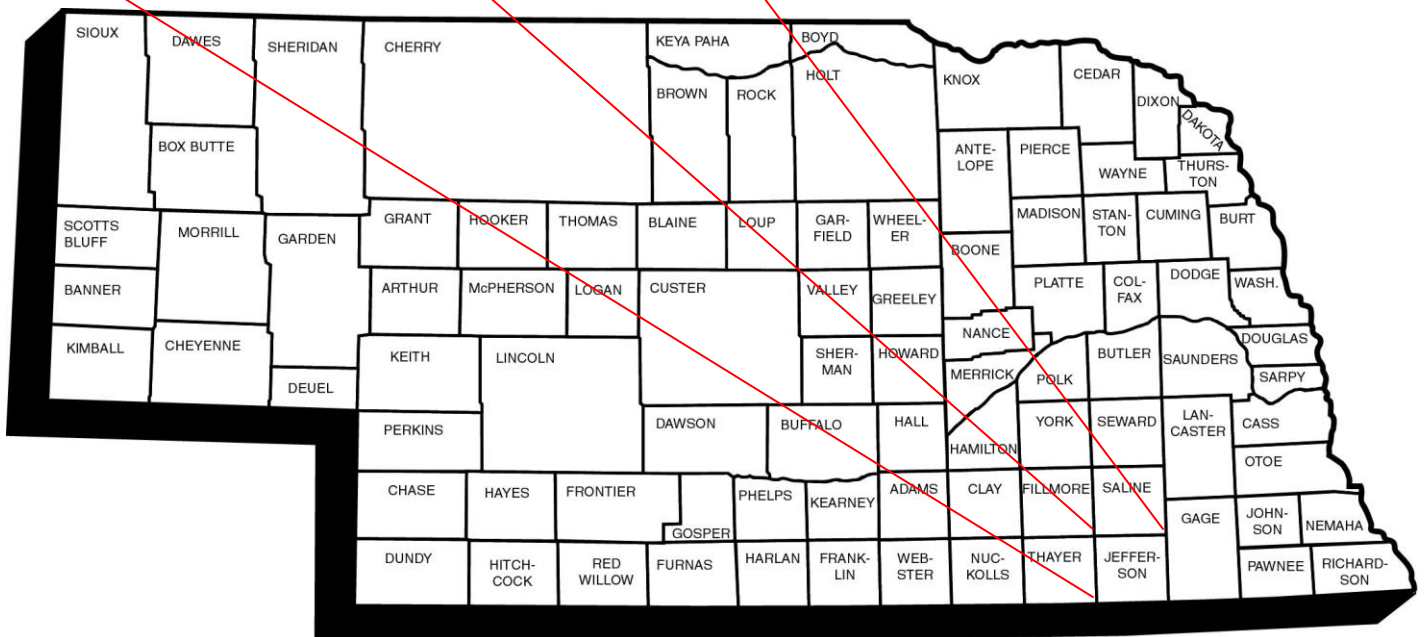 SIOUX
DAWES
SHERIDAN
CHERRY
KEYA PAHA
BOYD
HOLT
KNOX
CEDAR
DIXON
DAKOTA
BROWN
ROCK
BOX BUTTE
ANTE-
LOPE
PIERCE
WAYNE
THURS-
TON
SCOTTS
BLUFF
MORRILL
GARDEN
GRANT
HOOKER
THOMAS
BLAINE
LOUP
GAR-
FIELD
WHEEL-
ER
BOONE
MADISON
STAN-
TON
CUMING
BURT
BANNER
ARTHUR
McPHERSON
LOGAN
CUSTER
VALLEY
GREELEY
PLATTE
COL-
FAX
DODGE
WASH.
KIMBALL
CHEYENNE
DEUEL
KEITH
LINCOLN
SHER-
MAN
HOWARD
NANCE
MERRICK
POLK
BUTLER
SAUNDERS
DOUGLAS
SARPY
PERKINS
DAWSON
BUFFALO
HALL
HAMILTON
YORK
SEWARD
LAN-
CASTER
CASS
OTOE
CHASE
HAYES
FRONTIER
GOSPER
PHELPS
KEARNEY
ADAMS
CLAY
FILLMORE
SALINE
GAGE
JOHN-
SON
NEMAHA
DUNDY
HITCH-
COCK
RED
WILLOW
FURNAS
HARLAN
FRANK-
LIN
WEB-
STER
NUC-
KOLLS
THAYER
JEFFER-
SON
PAWNEE
RICHARD-
SON